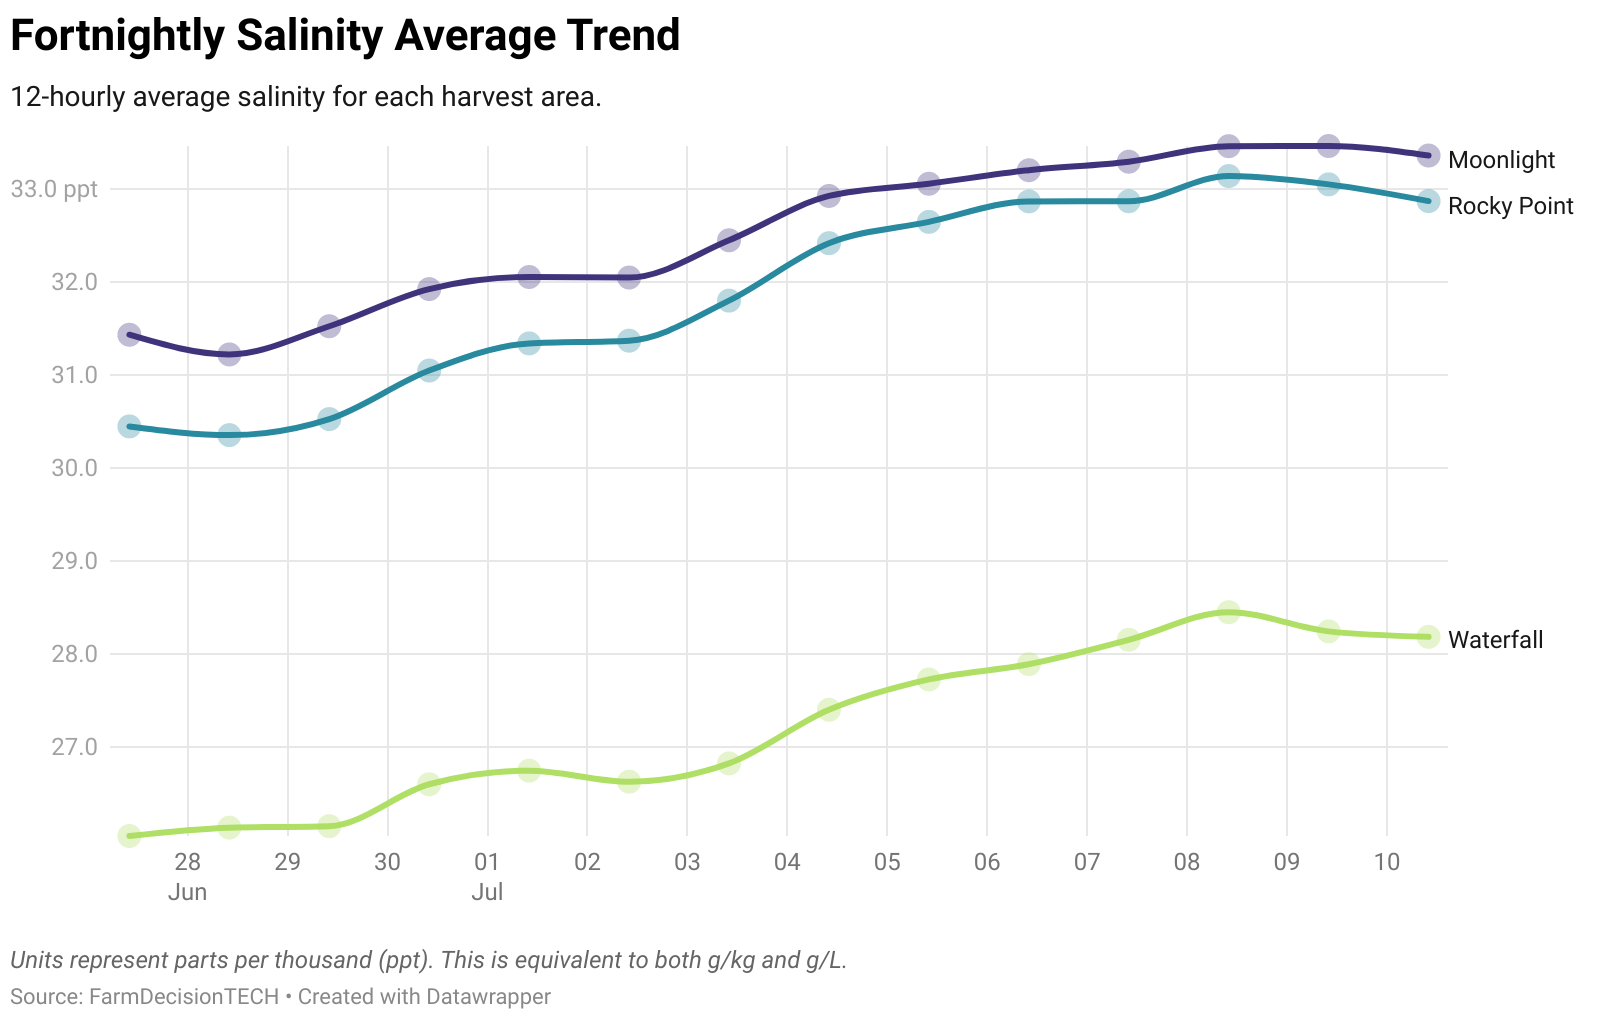 Fortnightly Salinity Average Trend
12-hourly average salinity for each harvest area.
Moonlight
33.0 ppt
Rocky Point
32.0
31.0
30.0
29.0
28.0
Waterfall
27.0
28 29 30 01 02 03 04 05 06 07 08 09 10
Jun Jul
Units represent parts per thousand (ppt). This is equivalent to both g/kg and g/L.
Source: FarmDecisionTECH • Created with Datawrapper